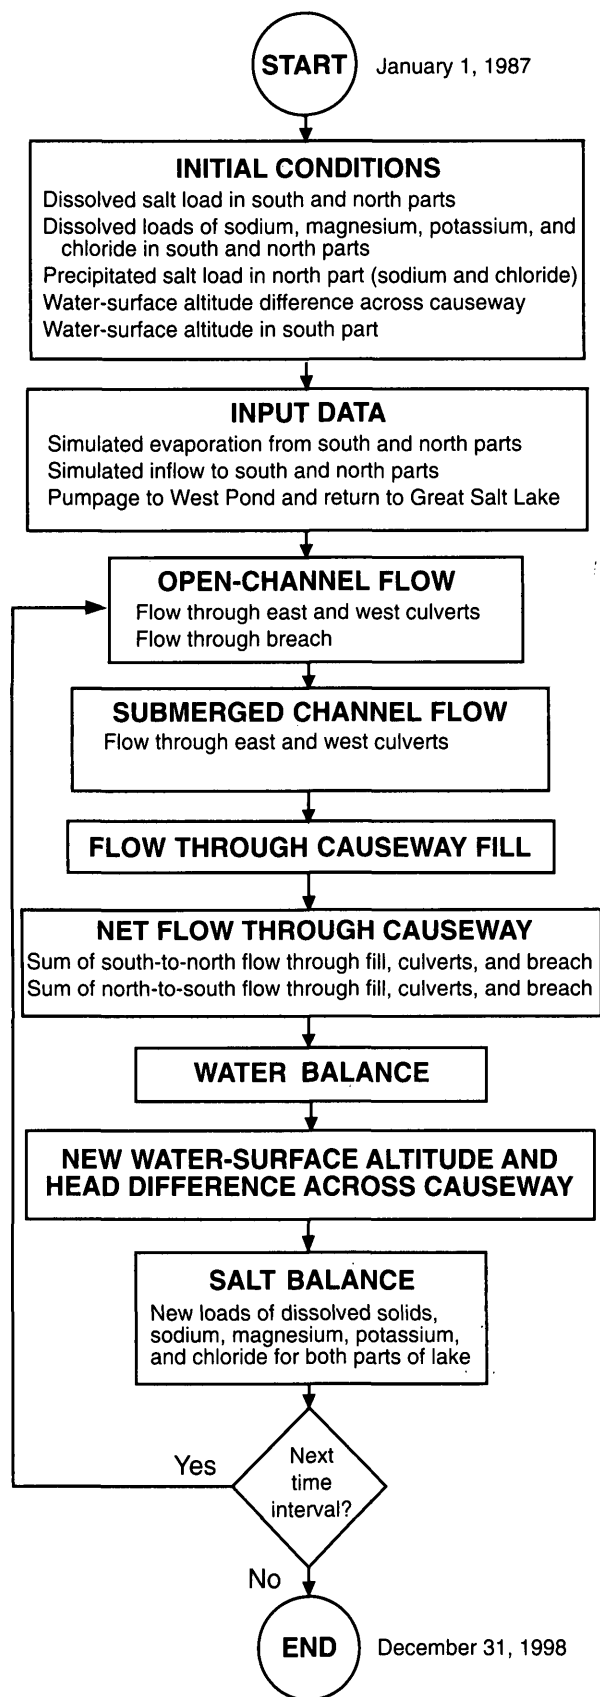 START
January 1, 1987
INITIAL CONDITIONS
Dissolved salt load in south and north parts
Dissolved loads of sodium, magnesium, potassium, and
chloride in south and north parts
Precipitated salt load in north part (sodium and chloride)
Water-surface altitude difference across causeway
Water-surface altitude in south part
INPUT DATA
Simulated evaporation from south and north parts
Simulated inflow to south and north parts
Pumpage to West Pond and return to Great Salt Lake
OPEN-CHANNEL FLOW
Flow through east and west culverts
Flow through breach
SUBMERGED CHANNEL FLOW
Flow through east and west culverts
FLOW THROUGH CAUSEWAY FILL
NET FLOW THROUGH CAUSEWAY
Sum of south-to-north flow through fill, culverts, and breach
Sum of north-to-south flow through fill, culverts, and breach
WATER BALANCE
NEW WATER-SURFACE ALTITUDE AND
HEAD DIFFERENCE ACROSS CAUSEWAY
SALT BALANCE
New loads of dissolved solids,
sodium, magnesium, potassium,
and chloride for both parts of lake
Yes
Next
time
interval?
No
END
December 31, 1998